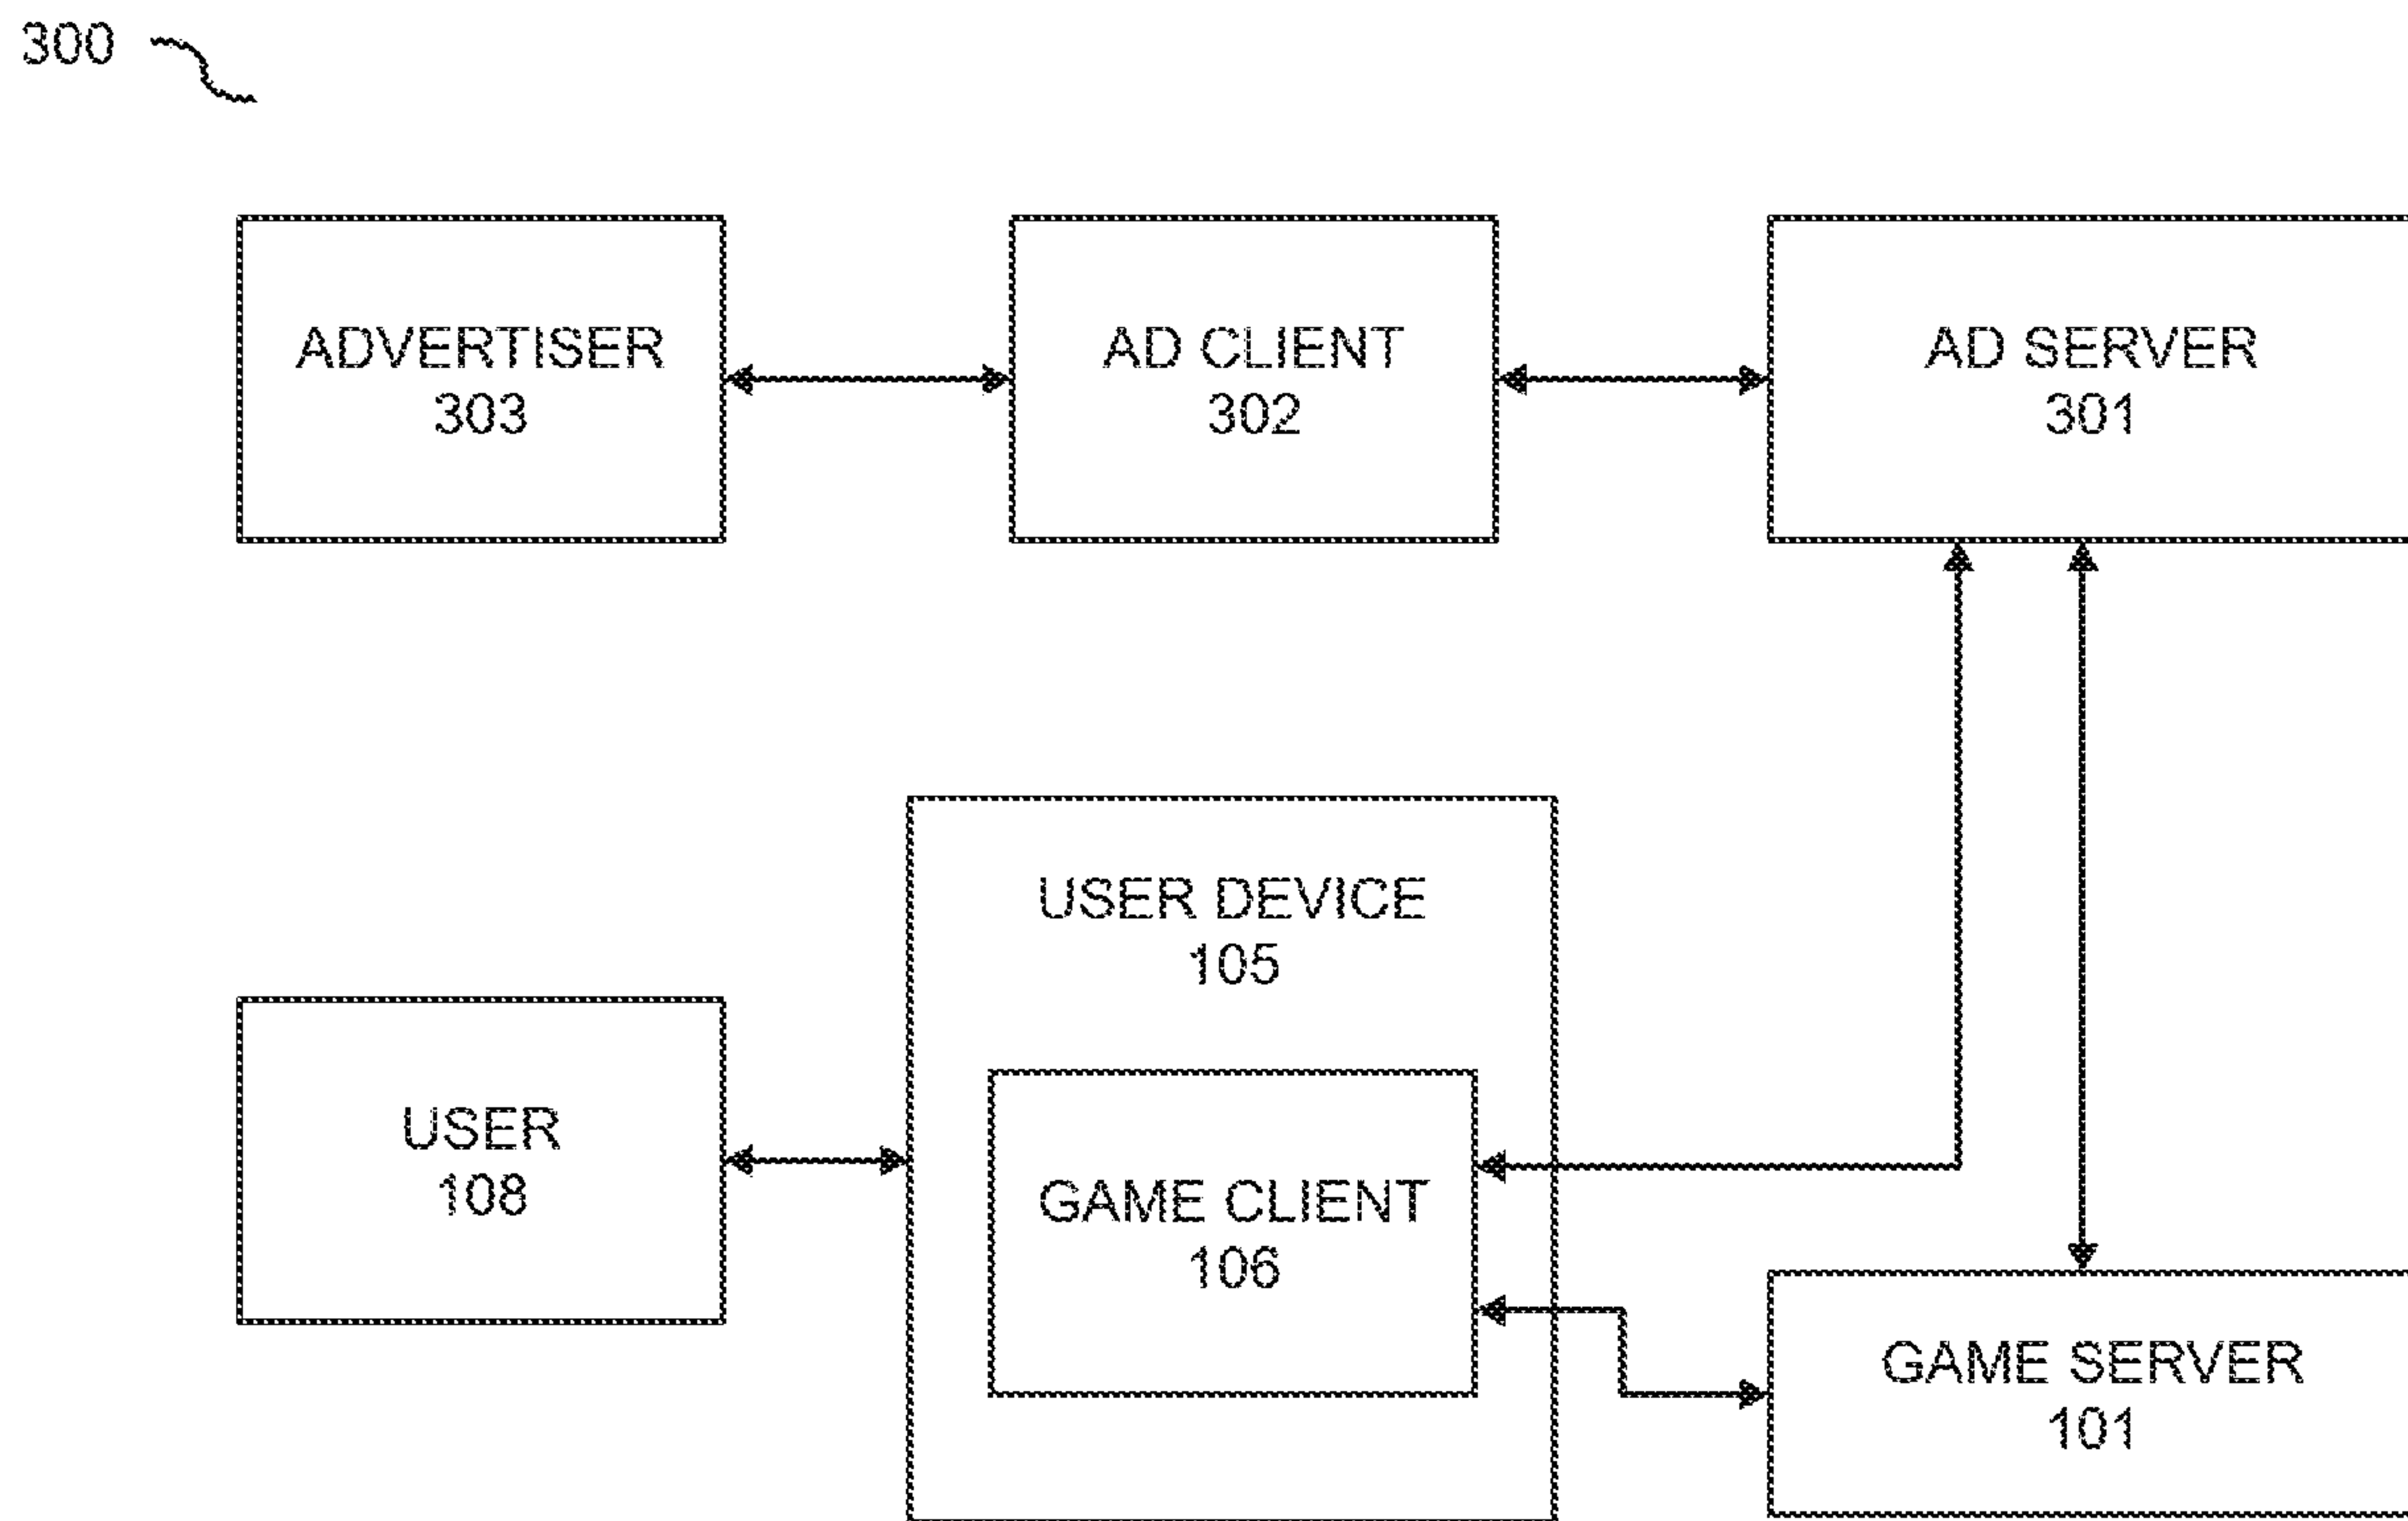 300
ADVERTISER
303
AD CLIENT
302
AD SERVER
301
USER DEVICE
105
USER
108
GAME CLIENT
106
GAME SERVER
101